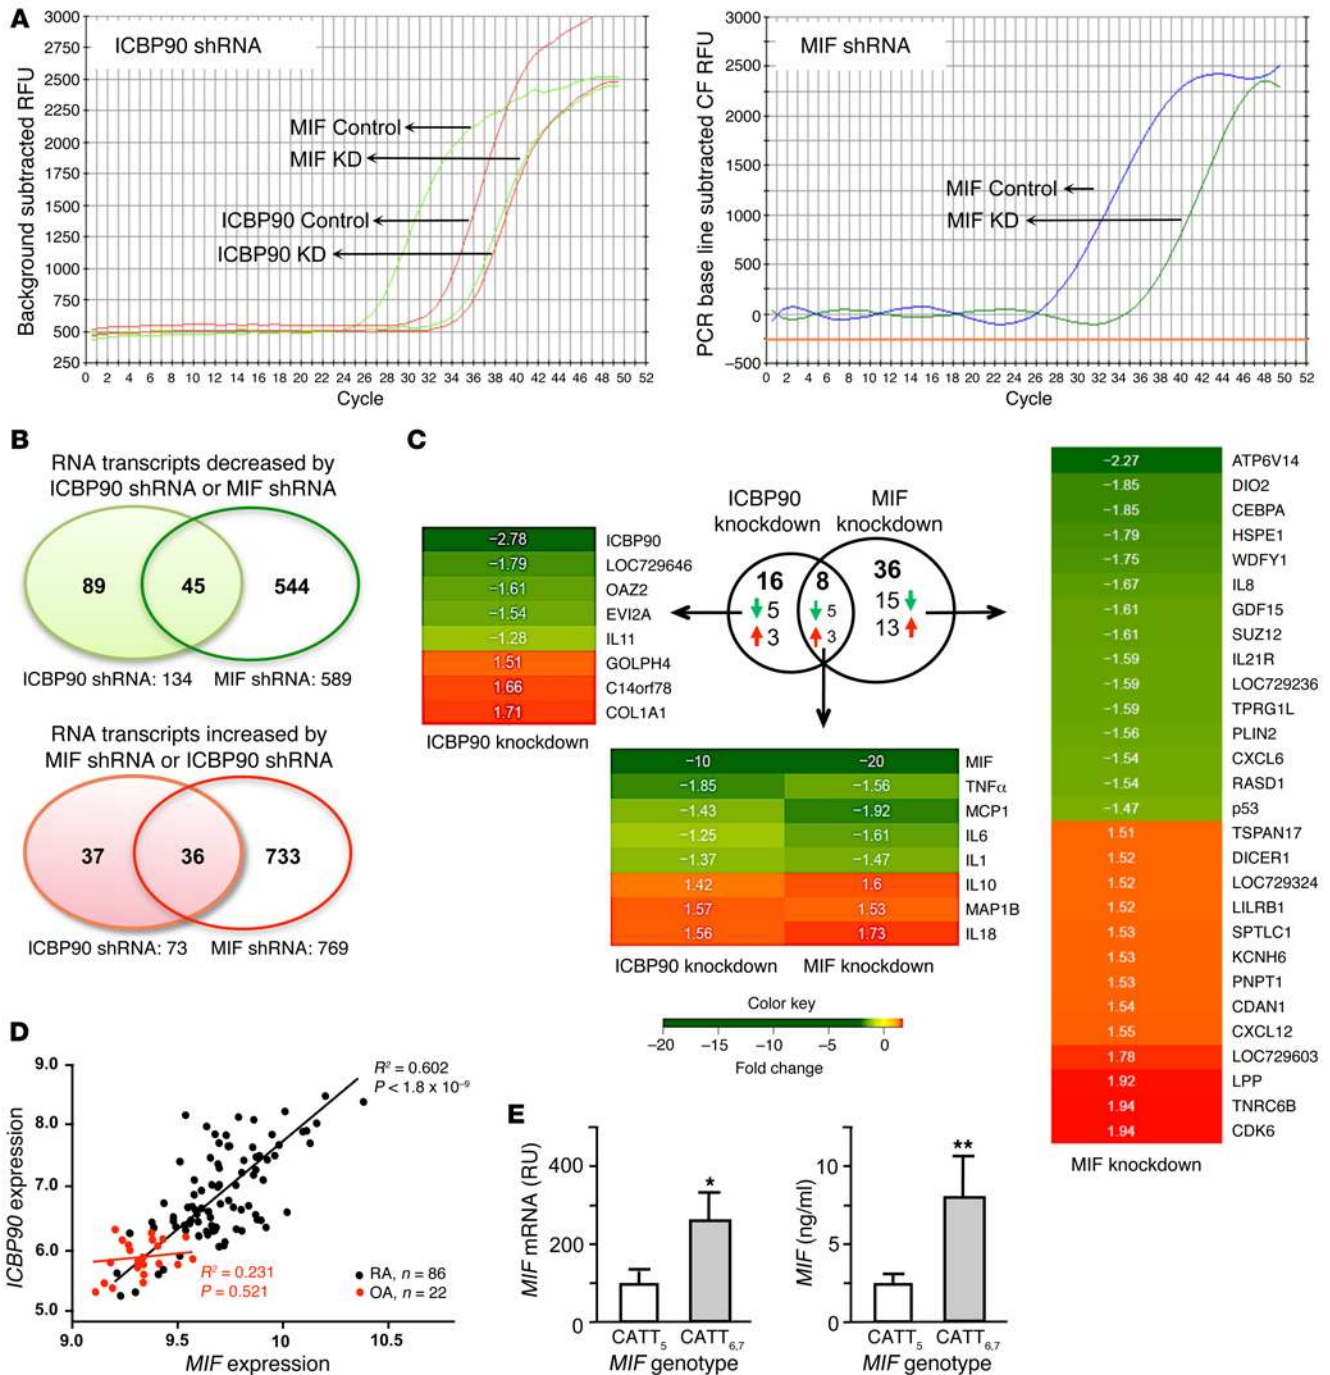 A
ICBP90 shRNA
Background subtracted RFU
3000
2750
2500
2250
2000
1750
1500
1250
1000
750
500
250
MIF Control
MIF KD
ICBP90 Control
ICBP90 KD
0 2 4 6 8 10 12 14 16 18 20 22 24 26 28 30 32 34 36 38 40 42 44 46 48 50 52
Cycle
MIF shRNA
PCR base line subtracted CF RFU
3000
2500
2000
1500
1000
500
0
−500
MIF Control
MIF KD
0 2 4 6 8 10 12 14 16 18 20 22 24 26 28 30 32 34 36 38 40 42 44 46 48 50 52
Cycle
B
RNA transcripts decreased by
ICBP90 shRNA or MIF shRNA
89 45 544
ICBP90 shRNA: 134 MIF shRNA: 589
RNA transcripts increased by
MIF shRNA or ICBP90 shRNA
37 36 733
ICBP90 shRNA: 73 MIF shRNA: 769
C
−2.78 ICBP90
−1.79 LOC729646
−1.61 OAZ2
−1.54 EVI2A
−1.28 IL11
1.51 GOLPH4
1.66 C14orf78
1.71 COL1A1
ICBP90 knockdown
ICBP90 knockdown
MIF knockdown
16 8 36
5 5 15
3 3 13
−10 −20 MIF
−1.85 −1.56 TNFα
−1.43 −1.92 MCP1
−1.25 −1.61 IL6
−1.37 −1.47 IL1
1.42 1.6 IL10
1.57 1.53 MAP1B
1.56 1.73 IL18
ICBP90 knockdown MIF knockdown
Color key
−20 −15 −10 −5 0
Fold change
−2.27 ATP6V14
−1.85 DIO2
−1.85 CEBPA
−1.79 HSPE1
−1.75 WDFY1
−1.67 IL8
−1.61 GDF15
−1.61 SUZ12
−1.59 IL21R
−1.59 LOC729236
−1.59 TPRG1L
−1.56 PLIN2
−1.54 CXCL6
−1.54 RASD1
−1.47 p53
1.51 TSPAN17
1.52 DICER1
1.52 LOC729324
1.52 LILRB1
1.53 SPTLC1
1.53 KCNH6
1.53 PNPT1
1.54 CDAN1
1.55 CXCL12
1.78 LOC729603
1.92 LPP
1.94 TNRC6B
1.94 CDK6
MIF knockdown
D
ICBP90 expression
9.0
8.0
7.0
6.0
5.0
R² = 0.602
P < 1.8 x 10⁻⁹
R² = 0.231
P = 0.521
RA, n = 86
OA, n = 22
9.0 9.5 10 10.5
MIF expression
E
MIF mRNA (RU)
400
200
0
*
CATT₅ CATT₆,₇
MIF genotype
MIF (ng/ml)
10
5
0
**
CATT₅ CATT₆,₇
MIF genotype